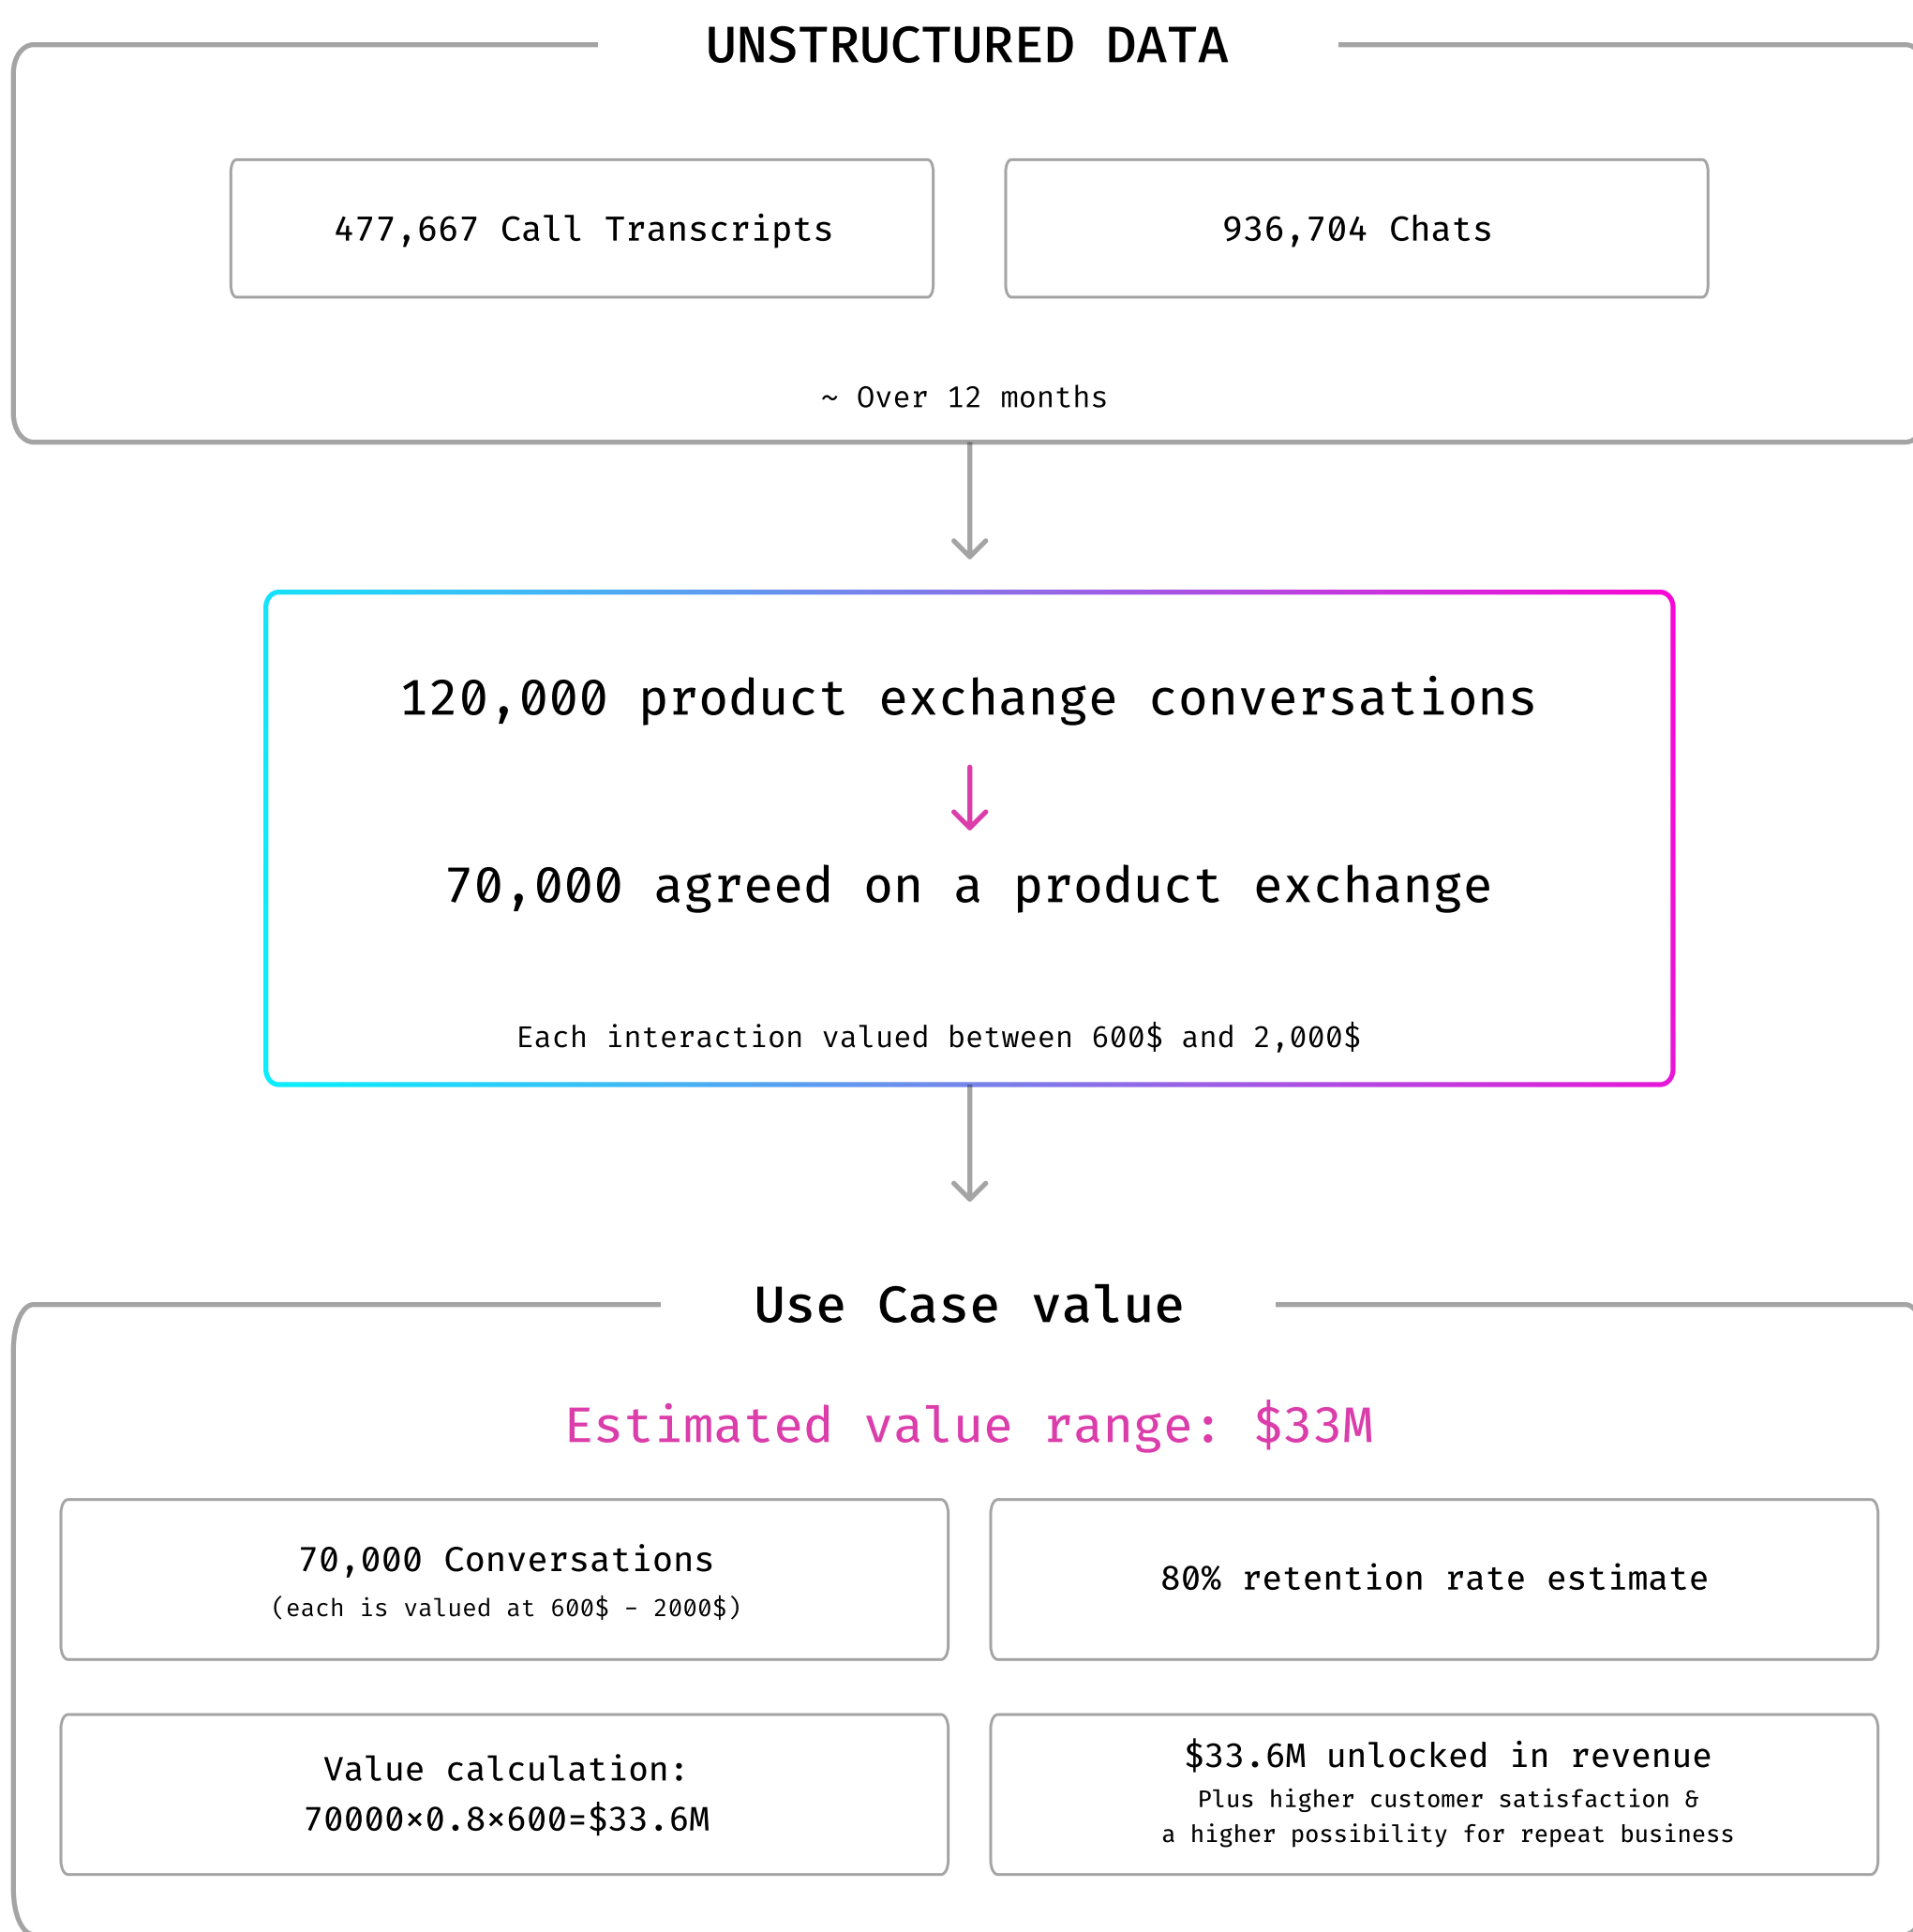 UNSTRUCTURED DATA
477,667 Call Transcripts
936,704 Chats
~ Over 12 months
120,000 product exchange conversations
70,000 agreed on a product exchange
Each interaction valued between 600$ and 2,000$
Use Case value
Estimated value range: $33M
70,000 Conversations
(each is valued at 600$ – 2000$)
80% retention rate estimate
Value calculation:
70000×0.8×600=$33.6M
$33.6M unlocked in revenue
Plus higher customer satisfaction &
a higher possibility for repeat business